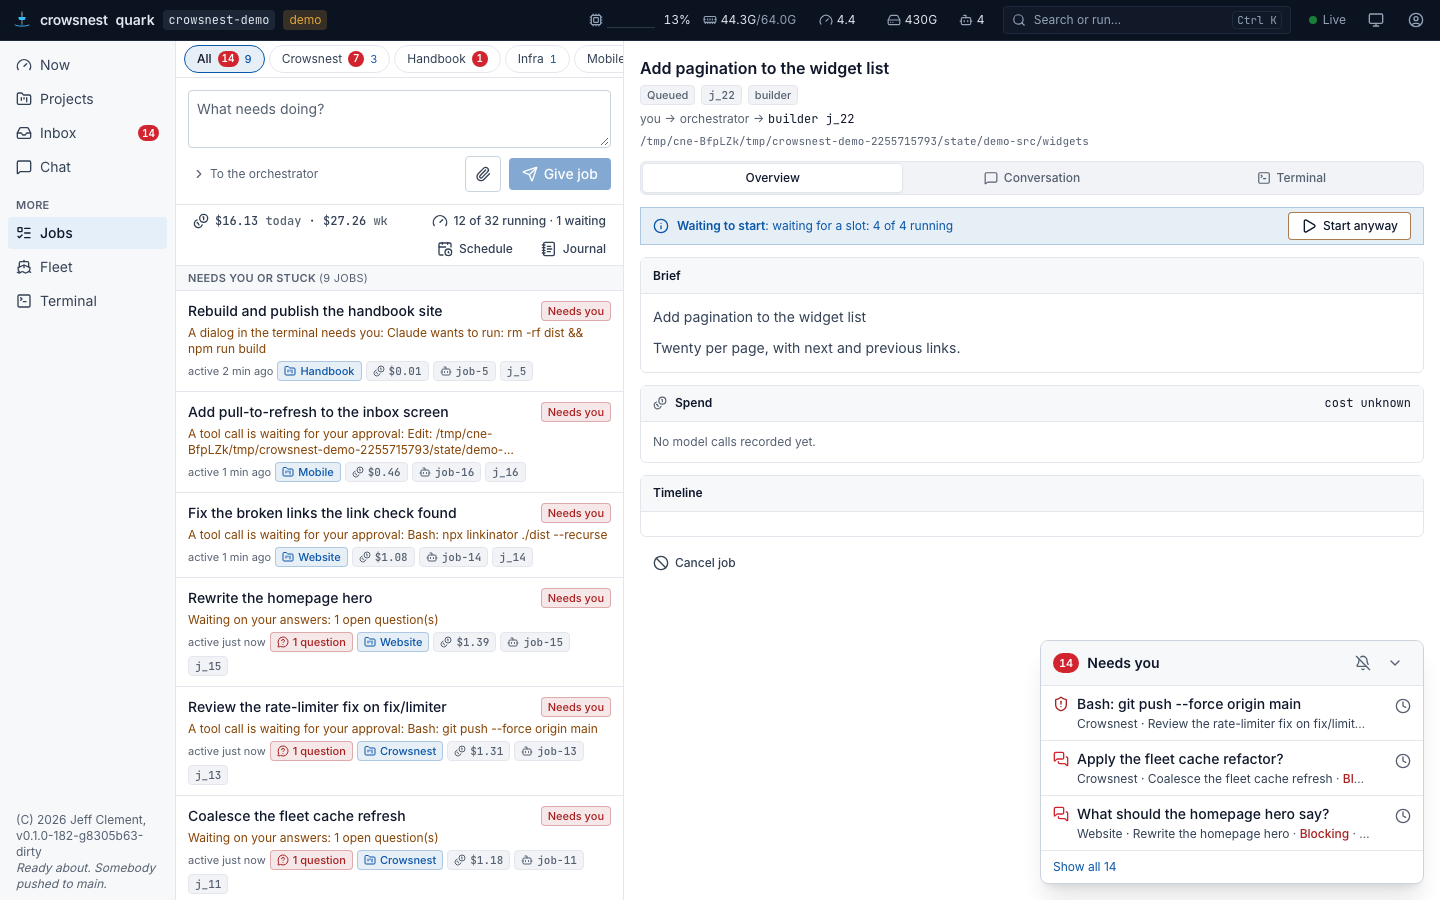 crowsnest quark crowsnest-demo demo
13% 44.3G/64.0G 4.4 430G 4
Search or run... Ctrl K
Live
Now
Projects
Inbox 14
Chat
MORE
Jobs
Fleet
Terminal
(C) 2026 Jeff Clement,
v0.1.0-182-g8305b63-
dirty
Ready about. Somebody
pushed to main.
All 14 9 Crowsnest 7 3 Handbook 1 Infra 1 Mobile
What needs doing?
To the orchestrator
Give job
$16.13 today · $27.26 wk
12 of 32 running · 1 waiting
Schedule Journal
NEEDS YOU OR STUCK (9 JOBS)
Rebuild and publish the handbook site Needs you
A dialog in the terminal needs you: Claude wants to run: rm -rf dist &&
npm run build
active 2 min ago Handbook $0.01 job-5 j_5
Add pull-to-refresh to the inbox screen Needs you
A tool call is waiting for your approval: Edit: /tmp/cne-
BfpLZk/tmp/crowsnest-demo-2255715793/state/demo-...
active 1 min ago Mobile $0.46 job-16 j_16
Fix the broken links the link check found Needs you
A tool call is waiting for your approval: Bash: npx linkinator ./dist --recurse
active 1 min ago Website $1.08 job-14 j_14
Rewrite the homepage hero Needs you
Waiting on your answers: 1 open question(s)
active just now 1 question Website $1.39 job-15
j_15
Review the rate-limiter fix on fix/limiter Needs you
A tool call is waiting for your approval: Bash: git push --force origin main
active just now 1 question Crowsnest $1.31 job-13
j_13
Coalesce the fleet cache refresh Needs you
Waiting on your answers: 1 open question(s)
active just now 1 question Crowsnest $1.18 job-11
j_11
Add pagination to the widget list
Queued j_22 builder
you → orchestrator → builder j_22
/tmp/cne-BfpLZk/tmp/crowsnest-demo-2255715793/state/demo-src/widgets
Overview Conversation Terminal
Waiting to start: waiting for a slot: 4 of 4 running Start anyway
Brief
Add pagination to the widget list
Twenty per page, with next and previous links.
Spend cost unknown
No model calls recorded yet.
Timeline
Cancel job
14 Needs you
Bash: git push --force origin main
Crowsnest · Review the rate-limiter fix on fix/limit...
Apply the fleet cache refactor?
Crowsnest · Coalesce the fleet cache refresh · Bl...
What should the homepage hero say?
Website · Rewrite the homepage hero · Blocking · ...
Show all 14